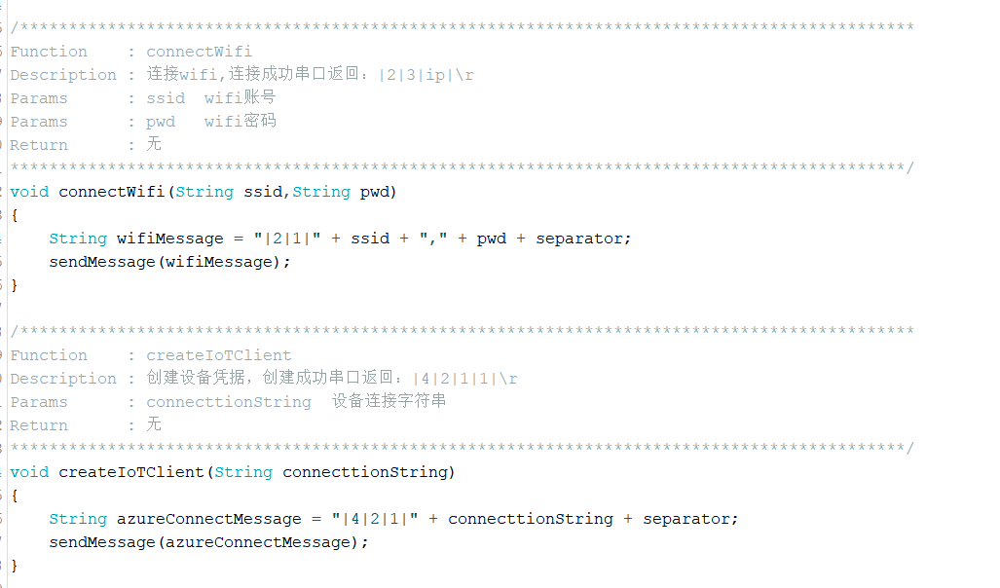 /********************************************************************************************
Function    : connectWifi
Description : 连接wifi,连接成功串口返回：|2|3|ip|\r
Params      : ssid  wifi账号
Params      : pwd   wifi密码
Return      : 无
********************************************************************************************/
void connectWifi(String ssid,String pwd)
{
    String wifiMessage = "|2|1|" + ssid + "," + pwd + separator;
    sendMessage(wifiMessage);
}
/********************************************************************************************
Function    : createIoTClient
Description : 创建设备凭据，创建成功串口返回：|4|2|1|1|\r
Params      : connecttionString  设备连接字符串
Return      : 无
********************************************************************************************/
void createIoTClient(String connecttionString)
{
    String azureConnectMessage = "|4|2|1|" + connecttionString + separator;
    sendMessage(azureConnectMessage);
}